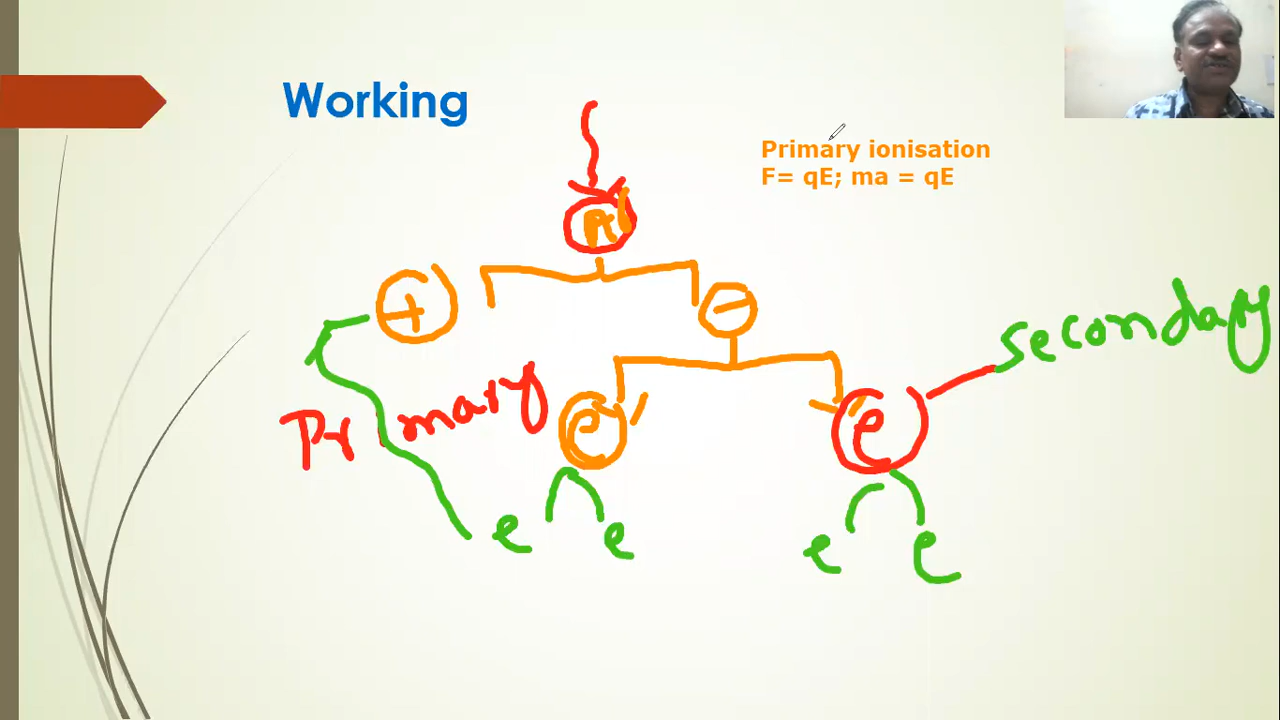 Working
Primary ionisation
F= qE; ma = qE
+
−
secondary
Primary
e
e
e
e
e
e